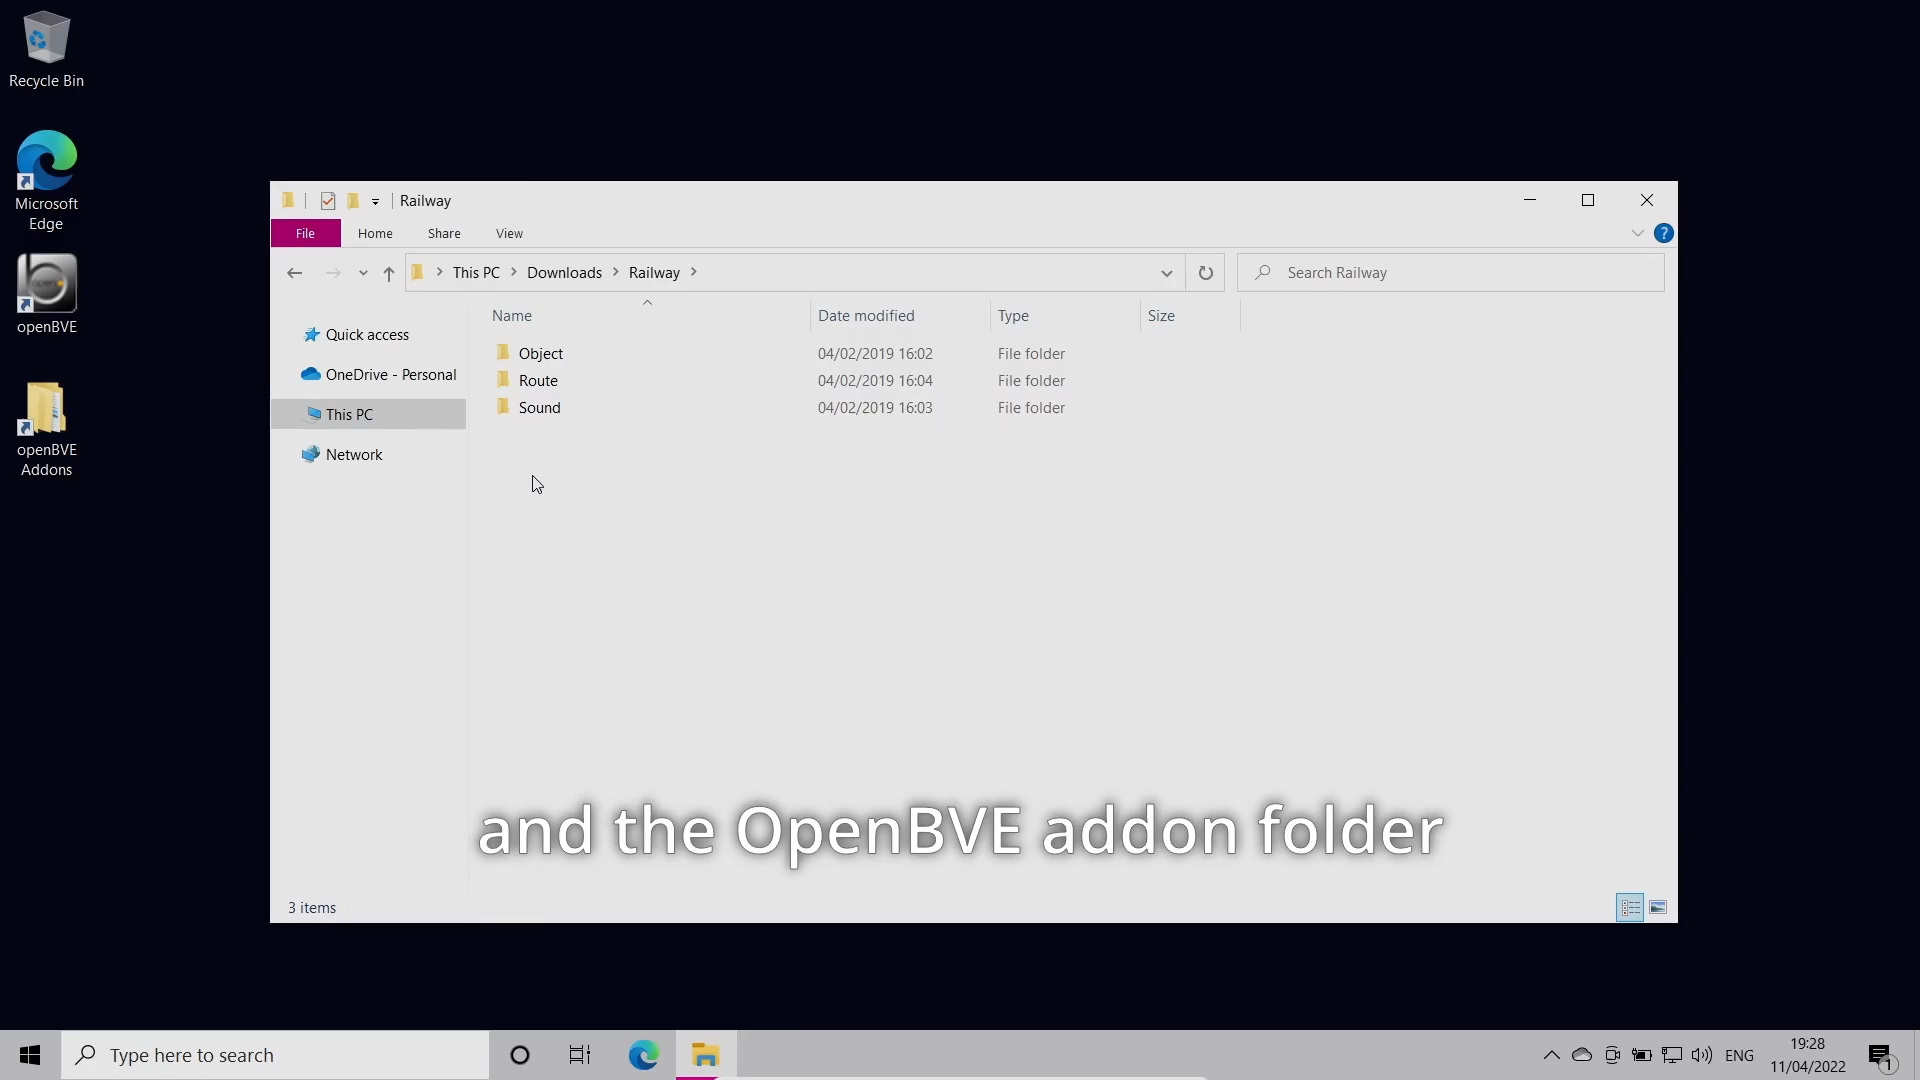 Recycle Bin
Microsoft
Edge
openBVE
openBVE
Addons
Railway
File Home Share View
This PC Downloads Railway
Search Railway
Name Date modified Type Size
Quick access
OneDrive - Personal
This PC
Network
Object 04/02/2019 16:02 File folder
Route 04/02/2019 16:04 File folder
Sound 04/02/2019 16:03 File folder
and the OpenBVE addon folder
3 items
Type here to search
ENG
19:28
11/04/2022
1